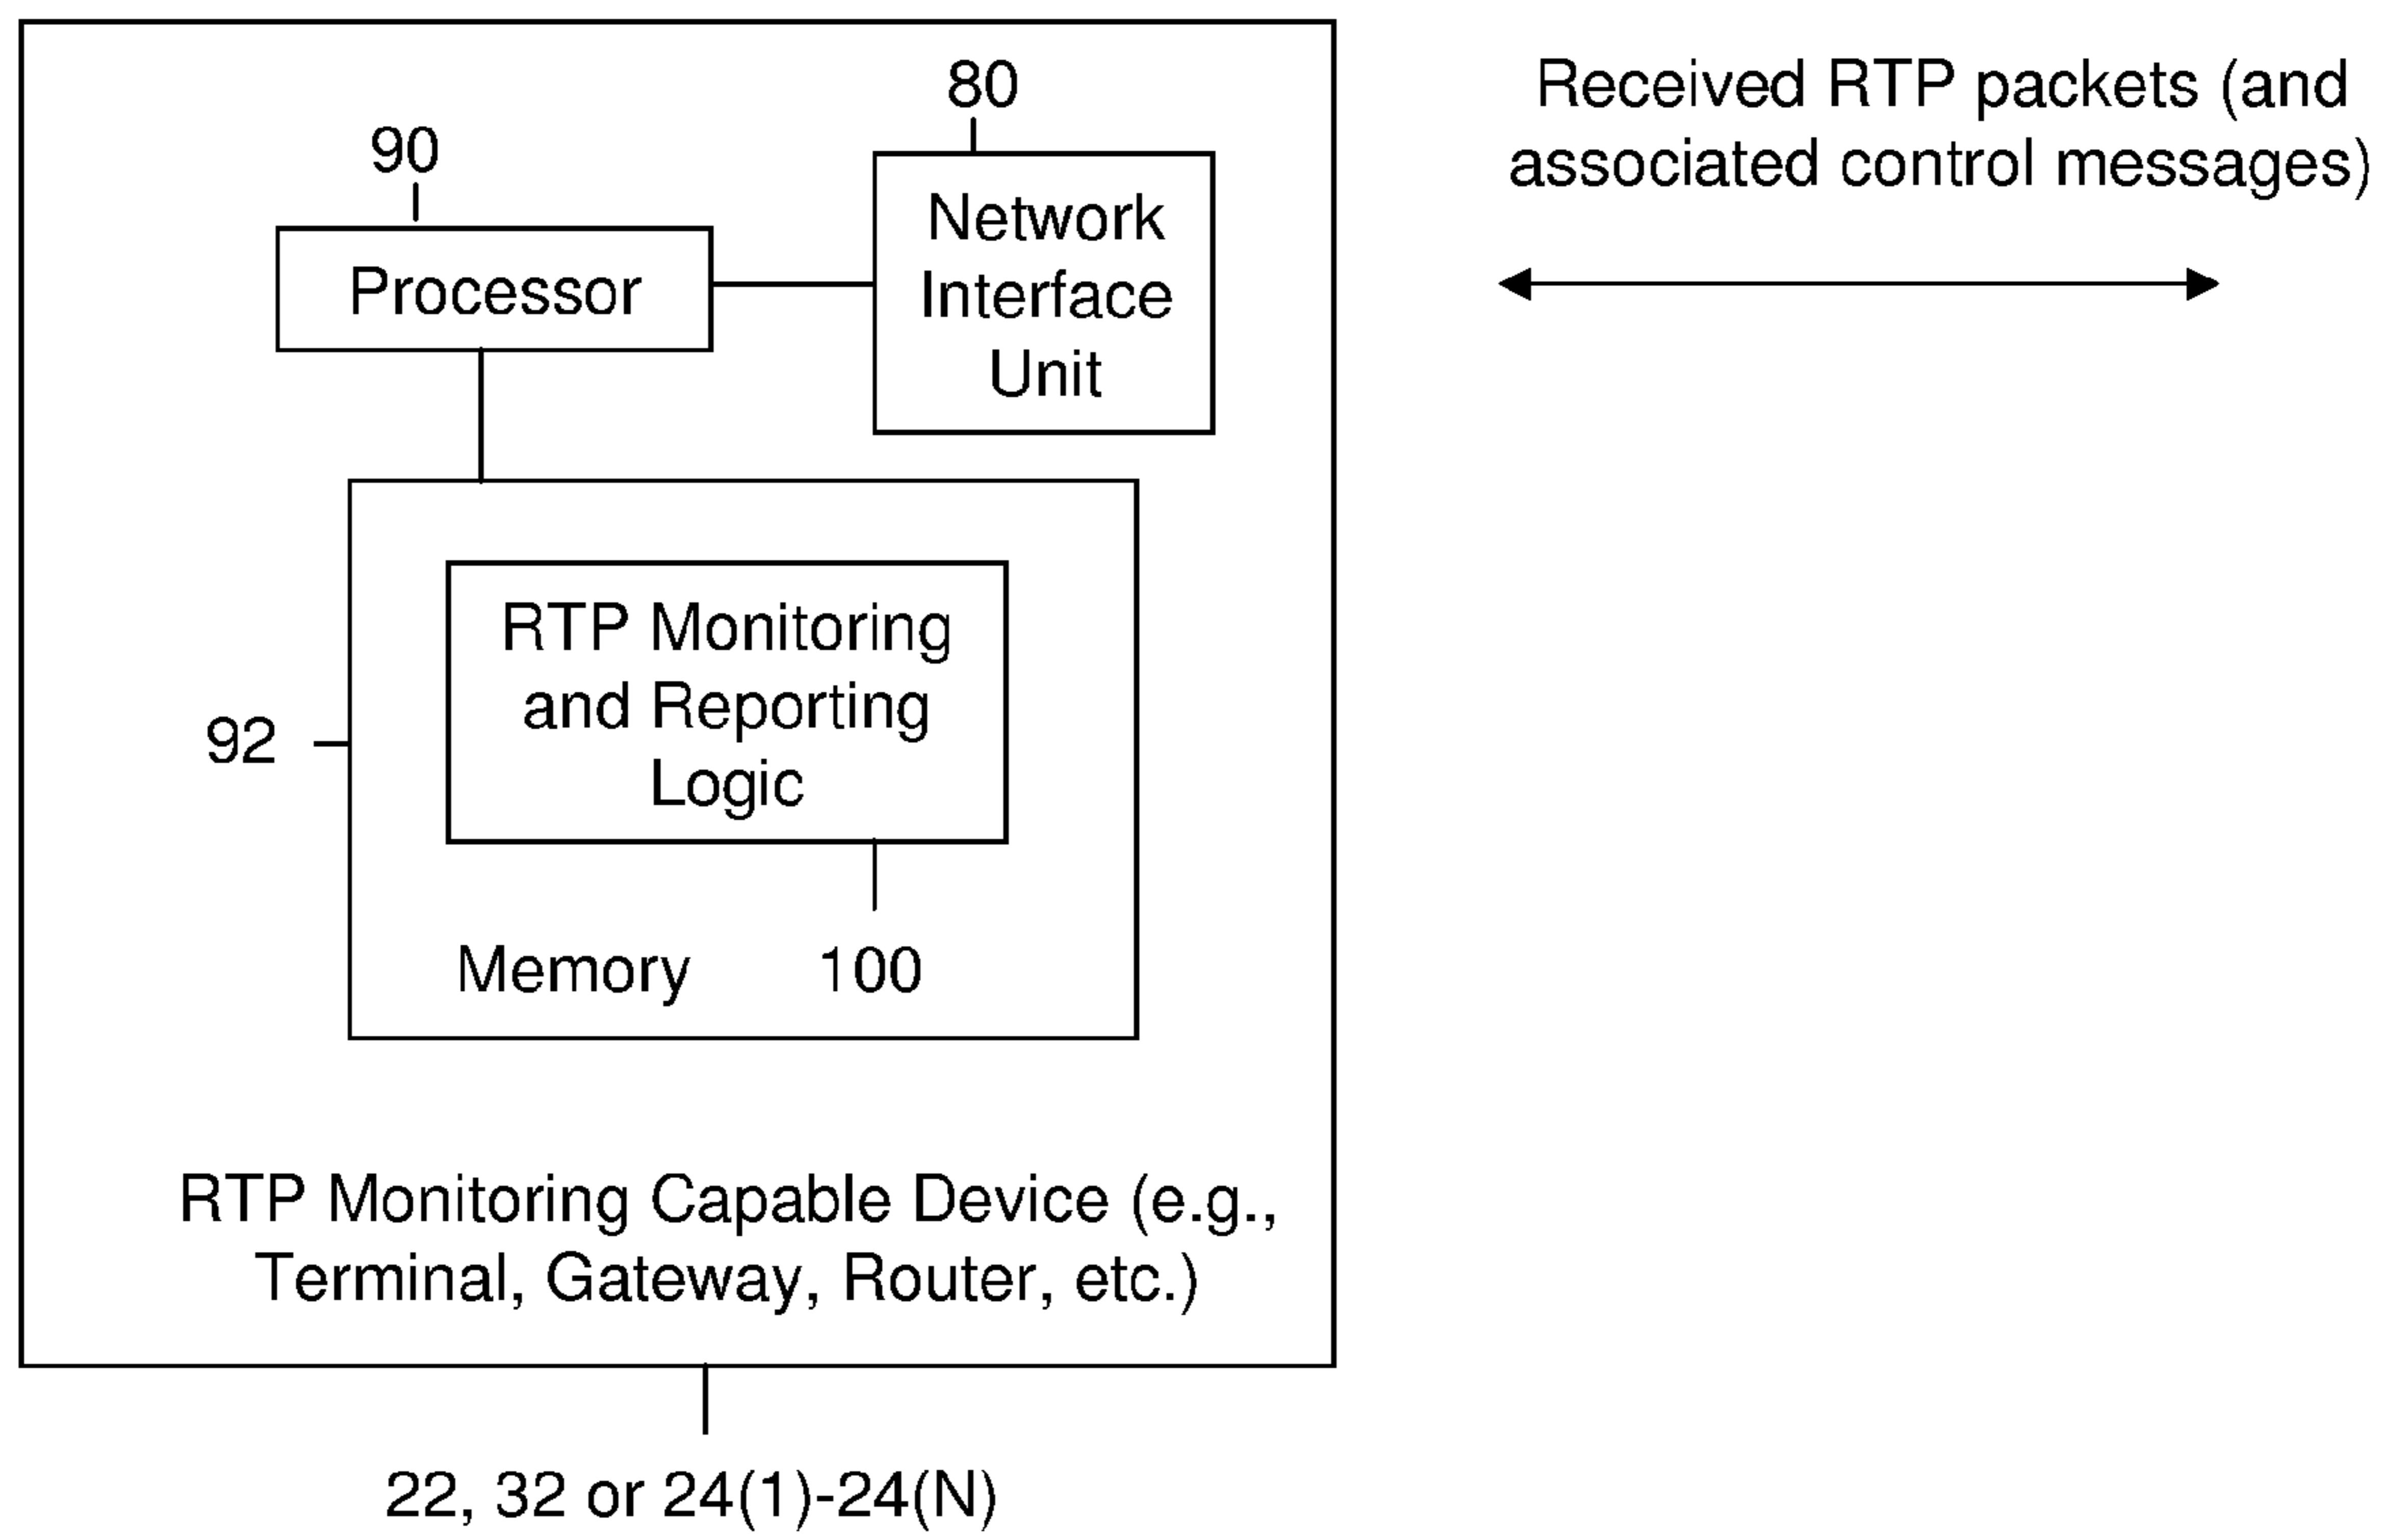 80
Received RTP packets (and
associated control messages)
90
Processor
Network
Interface
Unit
RTP Monitoring
and Reporting
Logic
92
Memory
100
RTP Monitoring Capable Device (e.g.,
Terminal, Gateway, Router, etc.)
22, 32 or 24(1)-24(N)